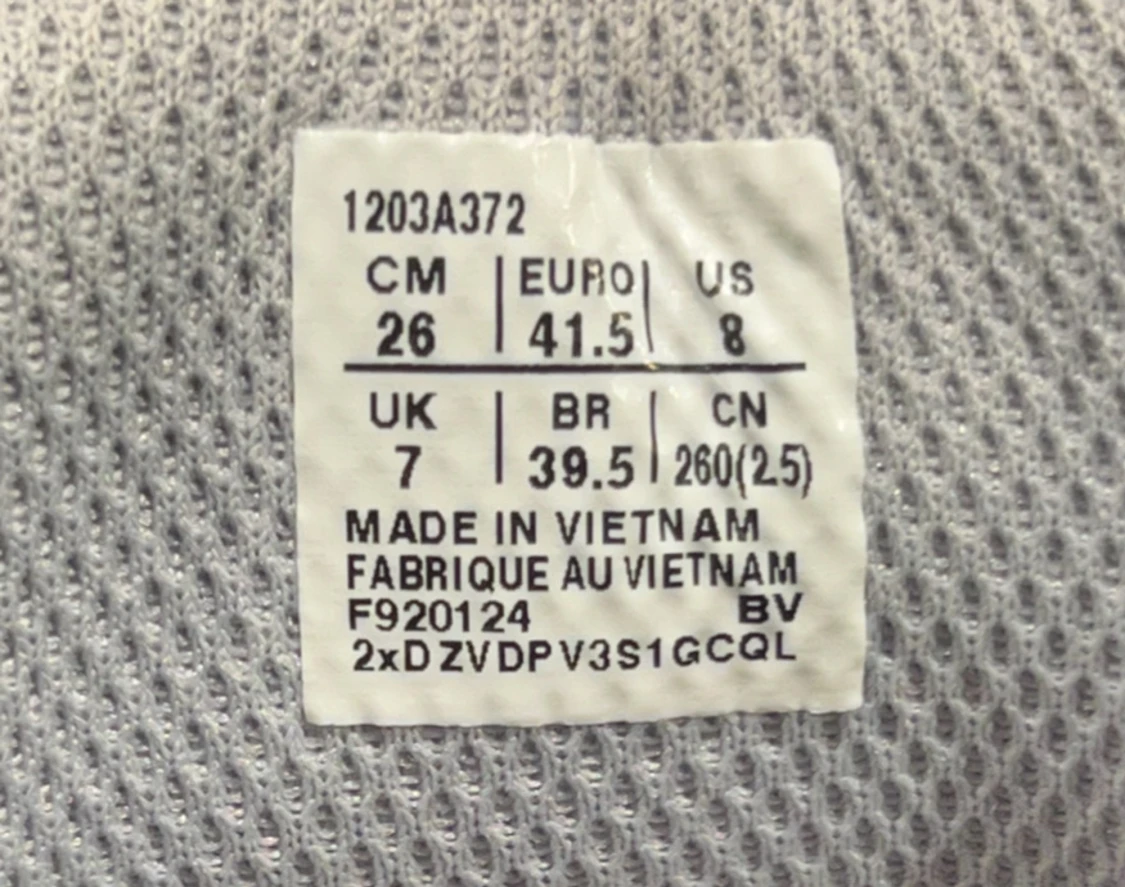 1203A372
CM | EURO | US
26 | 41.5 | 8
UK | BR | CN
7 | 39.5 | 260(2.5)
MADE IN VIETNAM
FABRIQUE AU VIETNAM
F920124 BV
2xDZVDPV3S1GCQL